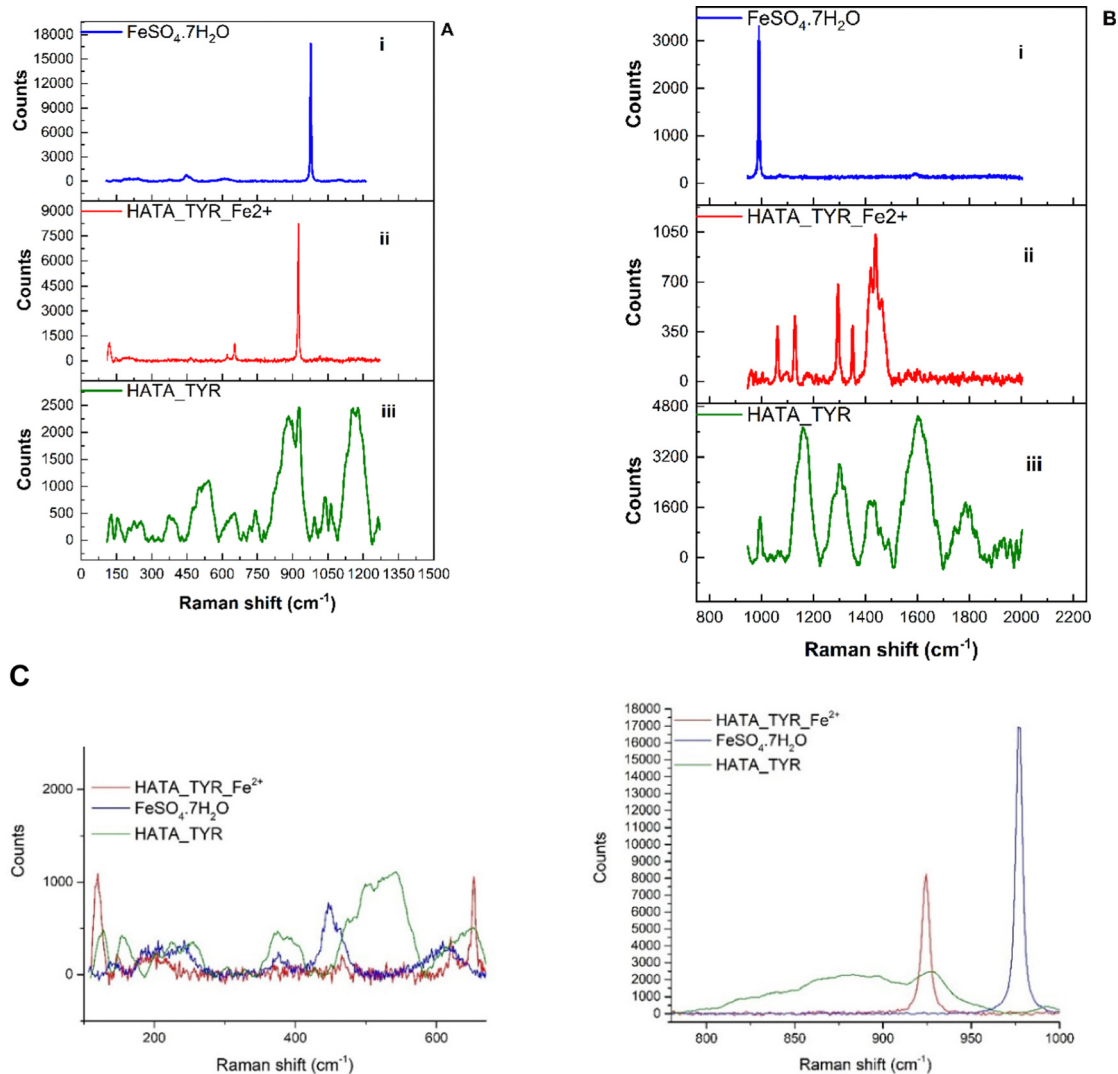 A
FeSO₄.7H₂O
i
18000
15000
12000
9000
6000
3000
0
Counts
HATA_TYR_Fe2+
ii
9000
7500
6000
4500
3000
1500
0
Counts
HATA_TYR
iii
2500
2000
1500
1000
500
0
Counts
0 150 300 450 600 750 900 1050 1200 1350 1500
Raman shift (cm⁻¹)
B
FeSO₄.7H₂O
i
3000
2000
1000
0
Counts
HATA_TYR_Fe2+
ii
1050
700
350
0
Counts
HATA_TYR
iii
4800
3200
1600
0
Counts
800 1000 1200 1400 1600 1800 2000 2200
Raman shift (cm⁻¹)
C
HATA_TYR_Fe²⁺
FeSO₄.7H₂O
HATA_TYR
2000
1000
0
Counts
200 400 600
Raman shift (cm⁻¹)
HATA_TYR_Fe²⁺
FeSO₄.7H₂O
HATA_TYR
18000
17000
16000
15000
14000
13000
12000
11000
10000
9000
8000
7000
6000
5000
4000
3000
2000
1000
0
Counts
800 850 900 950 1000
Raman shift (cm⁻¹)